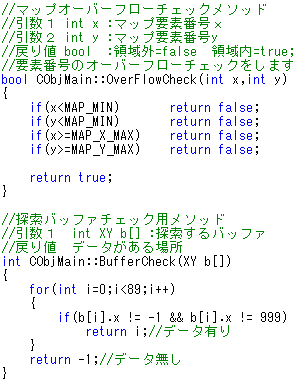 //マップオーバーフローチェックメソッド
//引数１ int x :マップ要素番号ｘ
//引数２ int y :マップ要素番号y
//戻り値 bool  :領域外=false　領域内=true;
//要素番号のオーバーフローチェックをします
bool CObjMain::OverFlowCheck(int x,int y)
{
    if(x<MAP_MIN)      return false;
    if(y<MAP_MIN)      return false;
    if(x>=MAP_X_MAX)   return false;
    if(y>=MAP_Y_MAX)   return false;

    return true;
}

//探索バッファチェック用メソッド
//引数１　int XY b[] :探索するバッファ
//戻り値　データがある場所
int CObjMain::BufferCheck(XY b[])
{
    for(int i=0;i<89;i++)
    {
        if(b[i].x != -1 && b[i].x != 999)
            return i;//データ有り
    }
    return -1;//データ無し
}